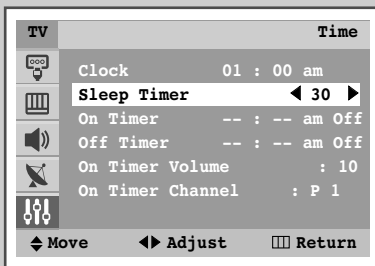 TV Time
Clock 01 : 00 am
Sleep Timer ◀ 30 ▶
On Timer -- : -- am Off
Off Timer -- : -- am Off
On Timer Volume : 10
On Timer Channel : P 1
Move Adjust Return